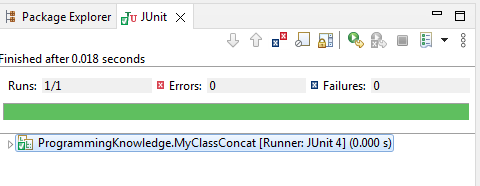 Package Explorer JUnit
Finished after 0.018 seconds
Runs: 1/1 Errors: 0 Failures: 0
ProgrammingKnowledge.MyClassConcat [Runner: JUnit 4] (0.000 s)